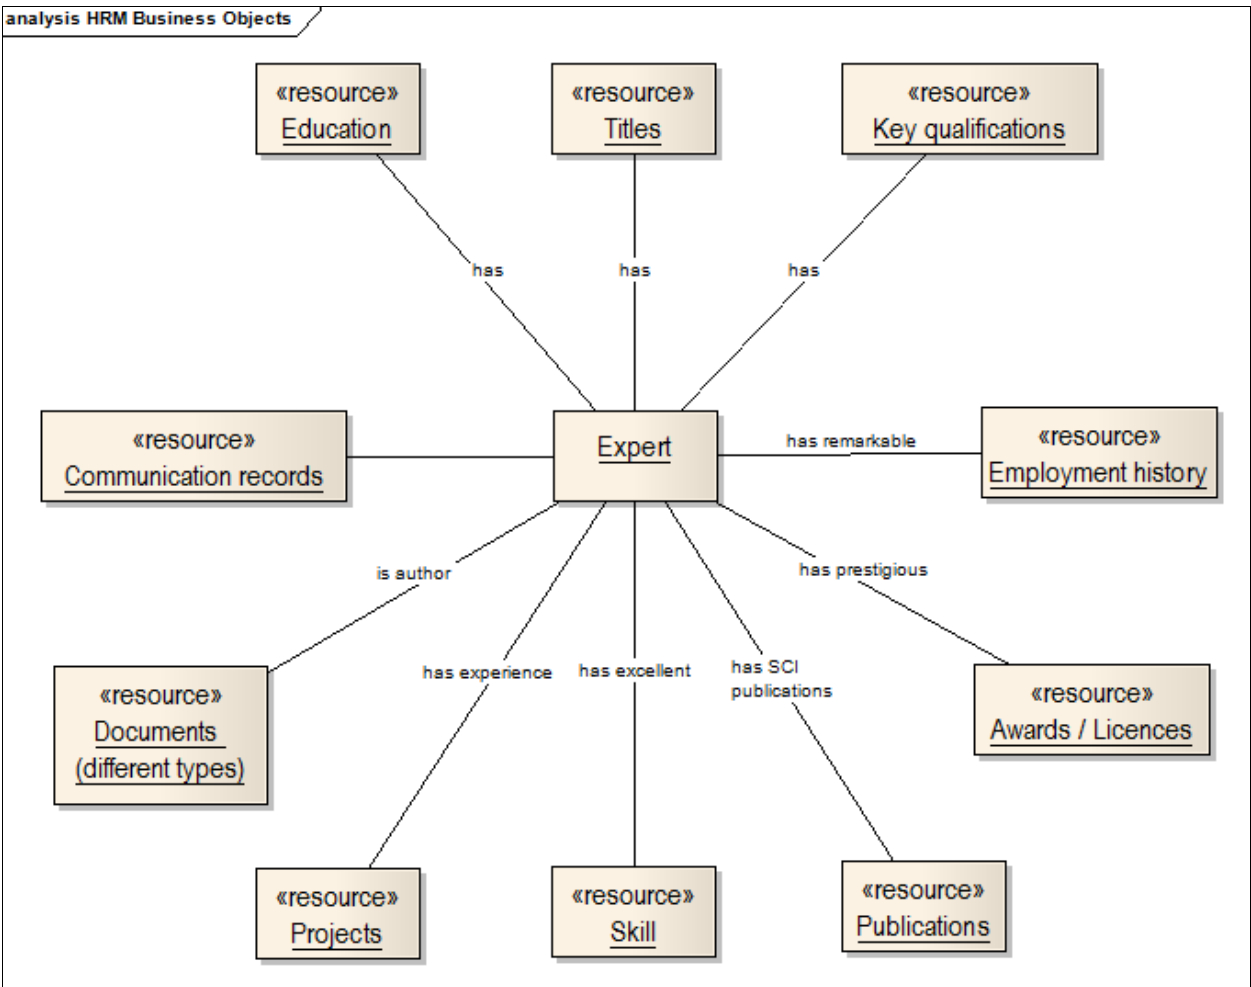 analysis HRM Business Objects
«resource»
Education
«resource»
Titles
«resource»
Key qualifications
has
has
has
«resource»
Communication records
Expert
has remarkable
«resource»
Employment history
is author
has prestigious
«resource»
Documents
(different types)
has experience
has excellent
has SCI
publications
«resource»
Awards / Licences
«resource»
Projects
«resource»
Skill
«resource»
Publications